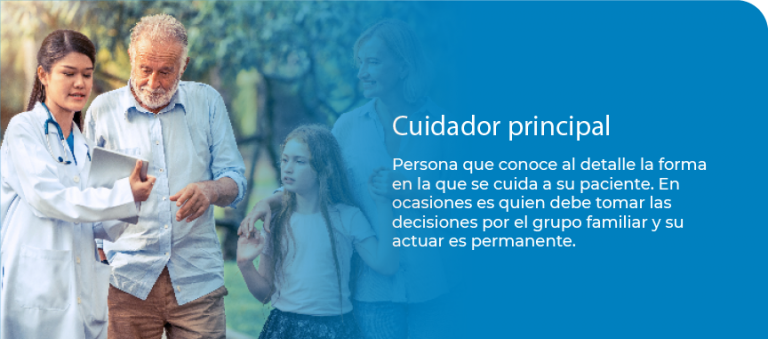 Cuidador principal
Persona que conoce al detalle la forma
en la que se cuida a su paciente. En
ocasiones es quien debe tomar las
decisiones por el grupo familiar y su
actuar es permanente.